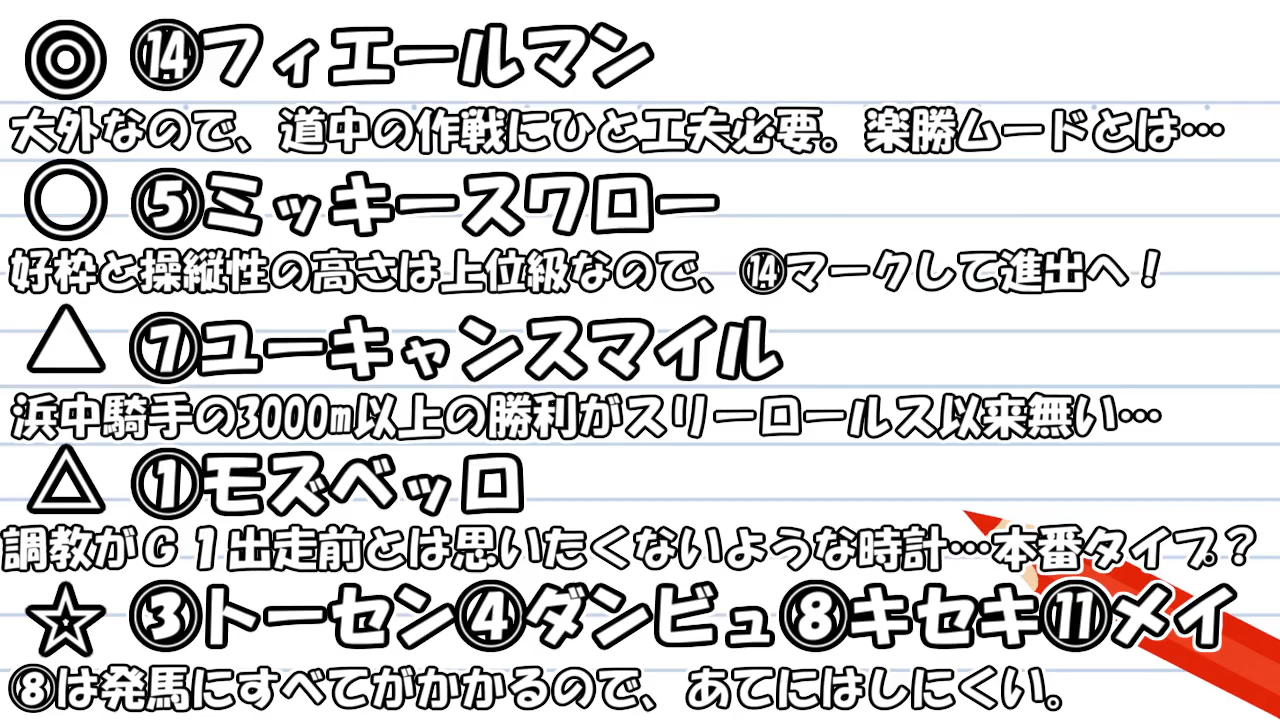 ◎ ⑭フィエールマン
大外なので、道中の作戦にひと工夫必要。楽勝ムードとは…
○ ⑤ミッキースワロー
好枠と操縦性の高さは上位級なので、⑭マークして進出へ！
△ ⑦ユーキャンスマイル
浜中騎手の3000m以上の勝利がスリーロールス以来無い…
△ ①モズベッロ
調教がＧ１出走前とは思いたくないような時計…本番タイプ？
☆ ③トーセン④ダンビュ⑧キセキ⑪メイ
⑧は発馬にすべてがかかるので、あてにはしにくい。